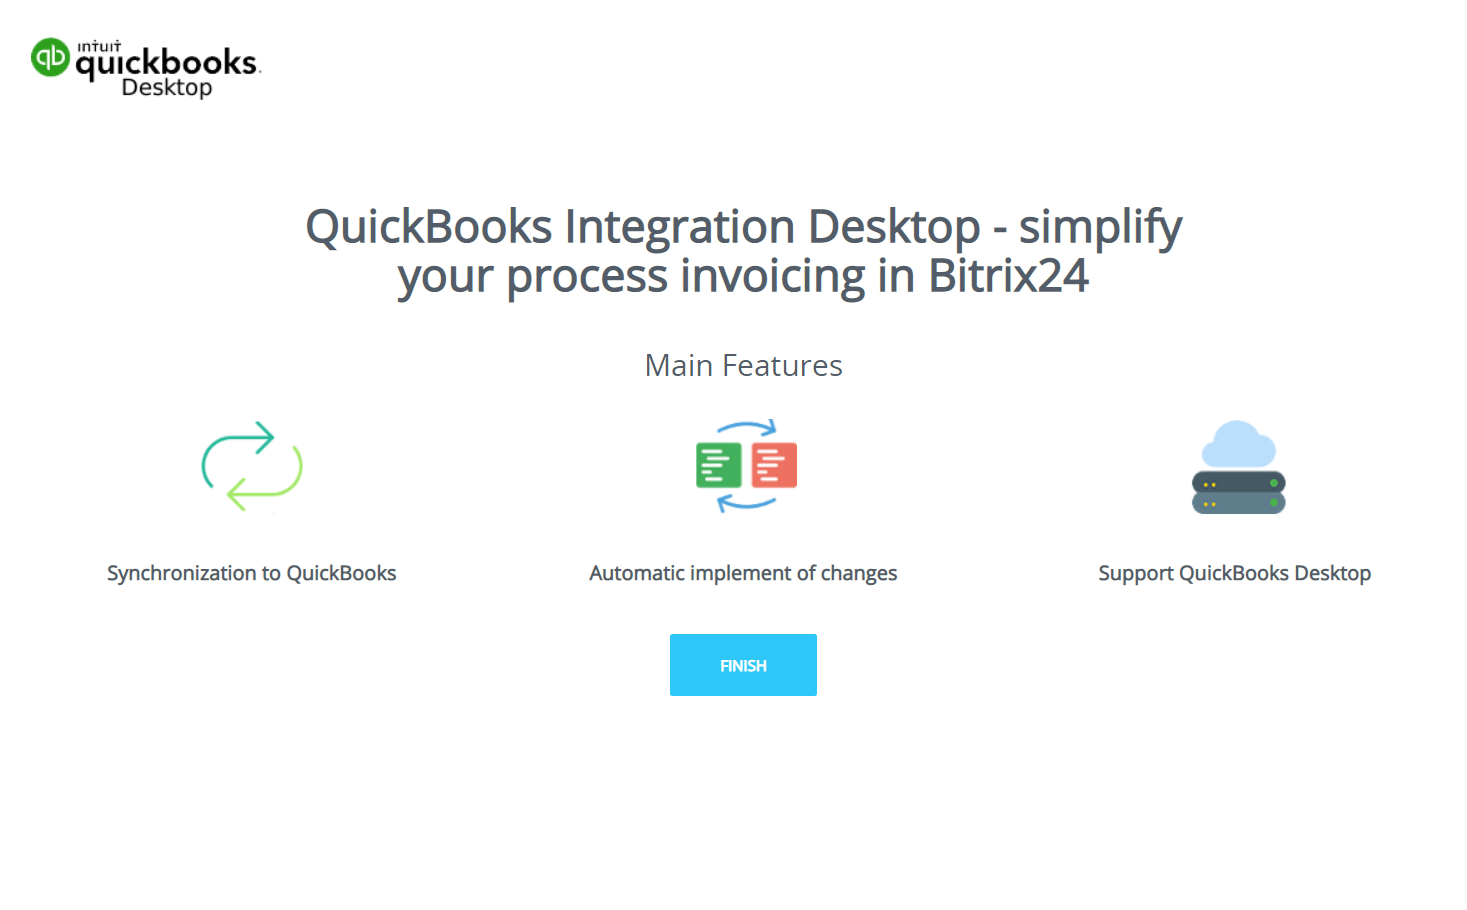 qb
ıntuıt
quickbooks.
Desktop
QuickBooks Integration Desktop - simplify
your process invoicing in Bitrix24
Main Features
Synchronization to QuickBooks
Automatic implement of changes
Support QuickBooks Desktop
FINISH